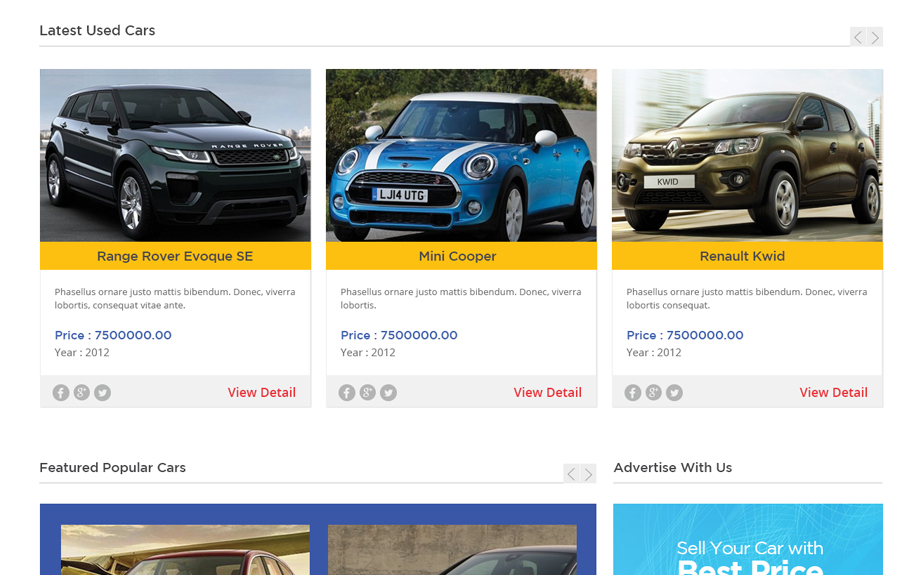 Latest Used Cars
RANGE ROVER
LJ14 UTG
KWID
Range Rover Evoque SE
Mini Cooper
Renault Kwid
Phasellus ornare justo mattis bibendum. Donec, viverra
lobortis, consequat vitae ante.
Phasellus ornare justo mattis bibendum. Donec, viverra
lobortis.
Phasellus ornare justo mattis bibendum. Donec, viverra
lobortis consequat.
Price : 7500000.00
Year : 2012
Price : 7500000.00
Year : 2012
Price : 7500000.00
Year : 2012
View Detail
View Detail
View Detail
Featured Popular Cars
Advertise With Us
Sell Your Car with
Best Price